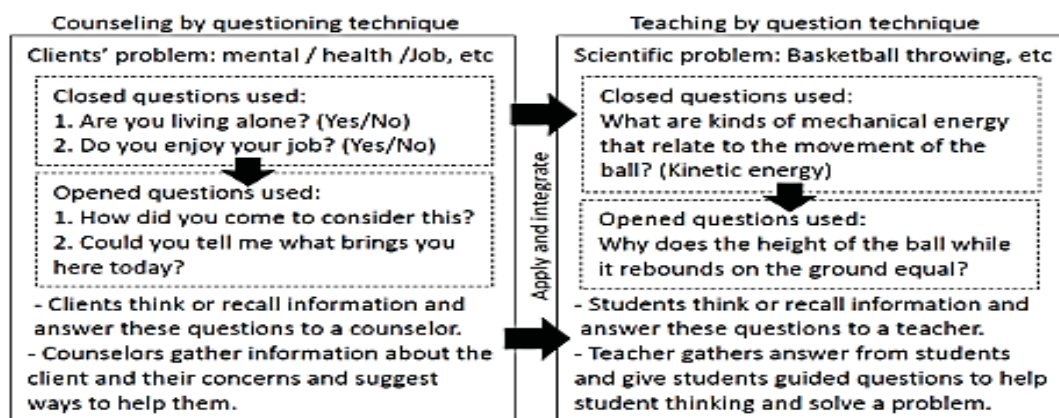 Counseling by questioning technique
Clients' problem: mental / health /Job, etc
Closed questions used:
1. Are you living alone? (Yes/No)
2. Do you enjoy your job? (Yes/No)
Opened questions used:
1. How did you come to consider this?
2. Could you tell me what brings you
here today?
- Clients think or recall information and
answer these questions to a counselor.
- Counselors gather information about the
client and their concerns and suggest
ways to help them.
Apply and integrate
Teaching by question technique
Scientific problem: Basketball throwing, etc
Closed questions used:
What are kinds of mechanical energy
that relate to the movement of the
ball? (Kinetic energy)
Opened questions used:
Why does the height of the ball while
it rebounds on the ground equal?
- Students think or recall information and
answer these questions to a teacher.
- Teacher gathers answer from students
and give students guided questions to help
student thinking and solve a problem.